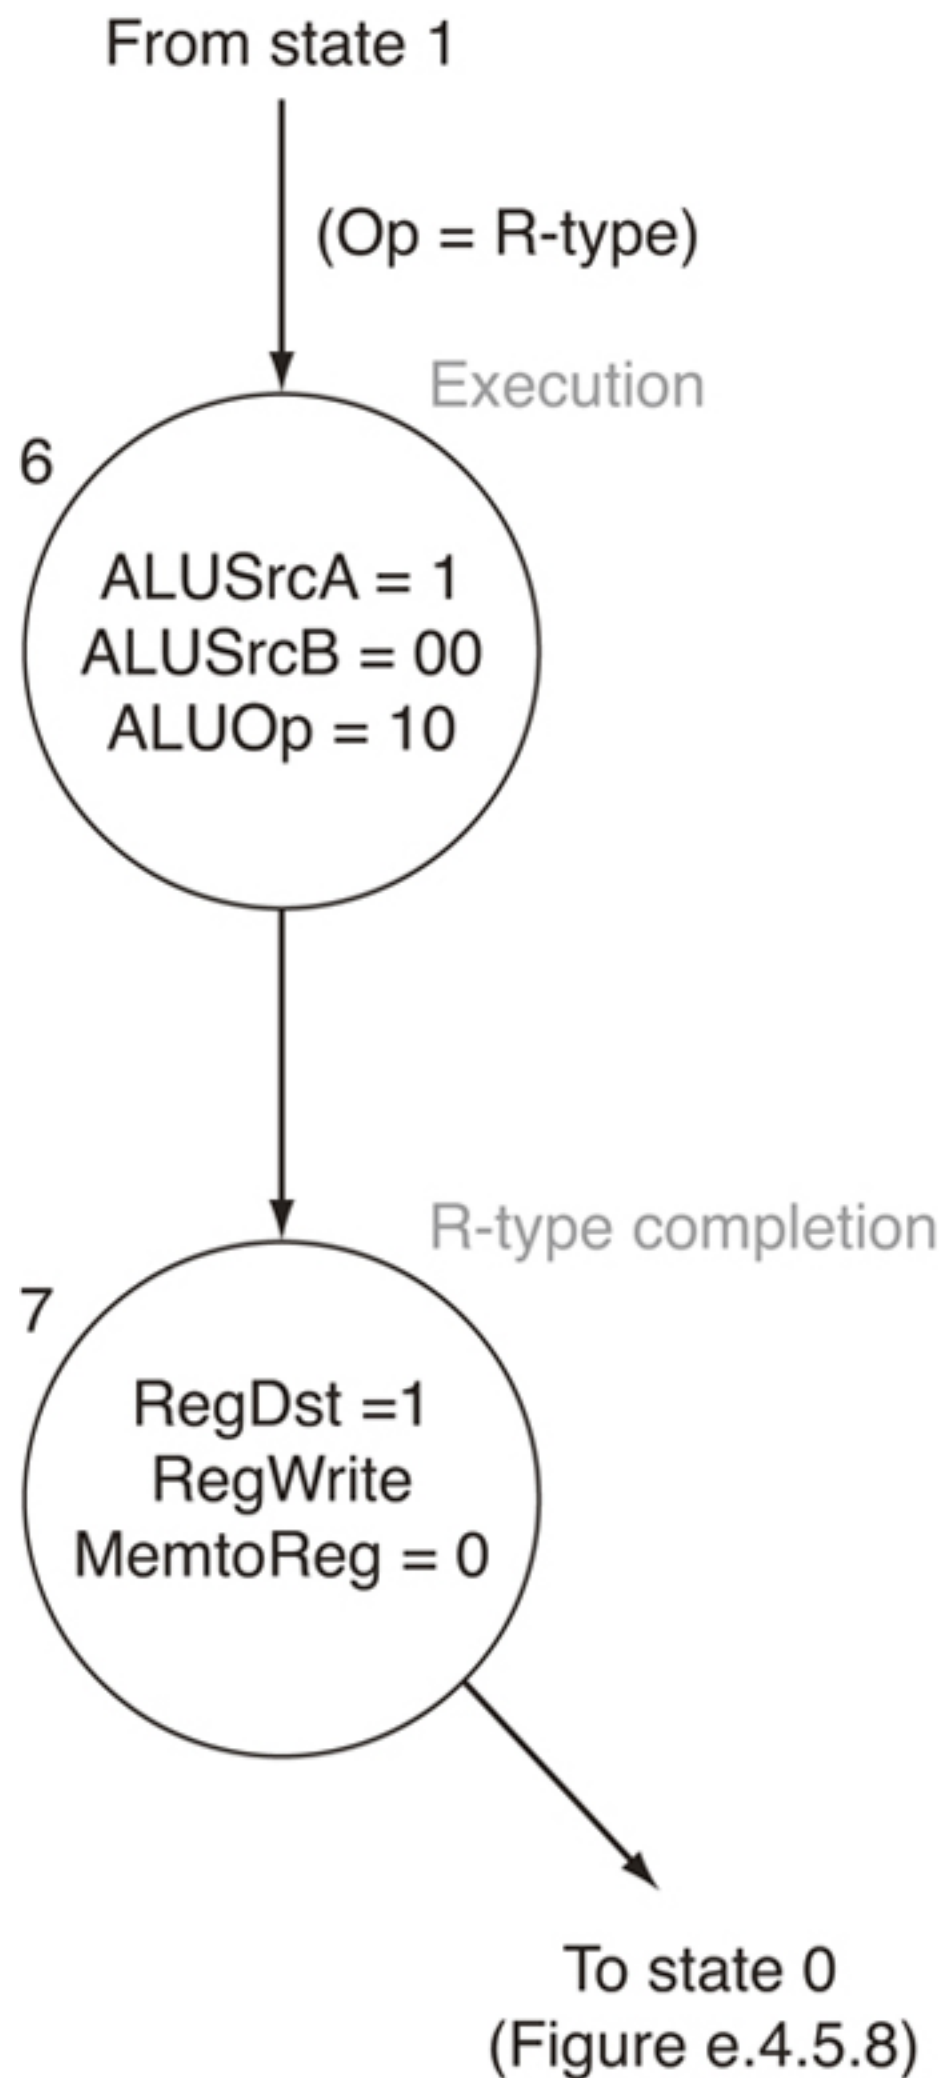 From state 1
(Op = R-type)
Execution
6
ALUSrcA = 1
ALUSrcB = 00
ALUOp = 10
R-type completion
7
RegDst =1
RegWrite
MemtoReg = 0
To state 0
(Figure e.4.5.8)